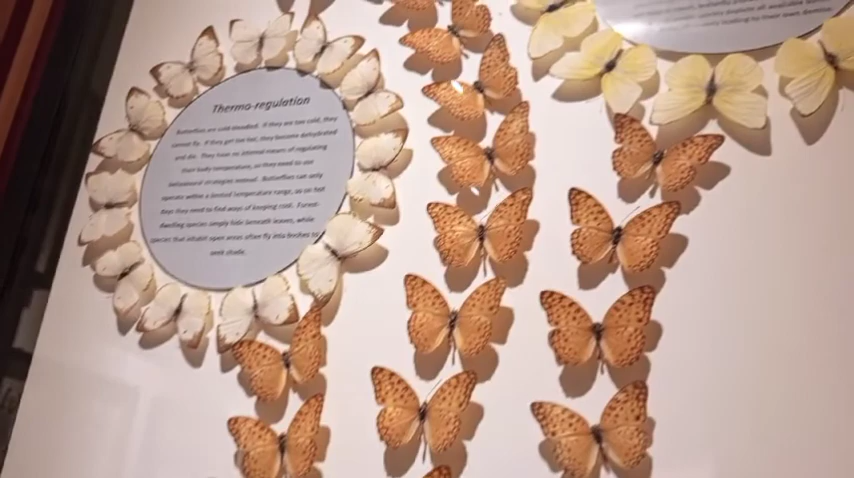 Thermo-regulation
Butterflies are cold-blooded. If they are too cold, they
cannot fly. If they get too hot, they become dehydrated
and die. They have no internal means of regulating
their body temperature, so they need to use
behavioural strategies instead. Butterflies can only
operate within a limited temperature range, so on hot
days they need to find ways of keeping cool. Forest-
dwelling species simply hide beneath leaves, while
species that inhabit open areas often fly into forests to
seek shade.